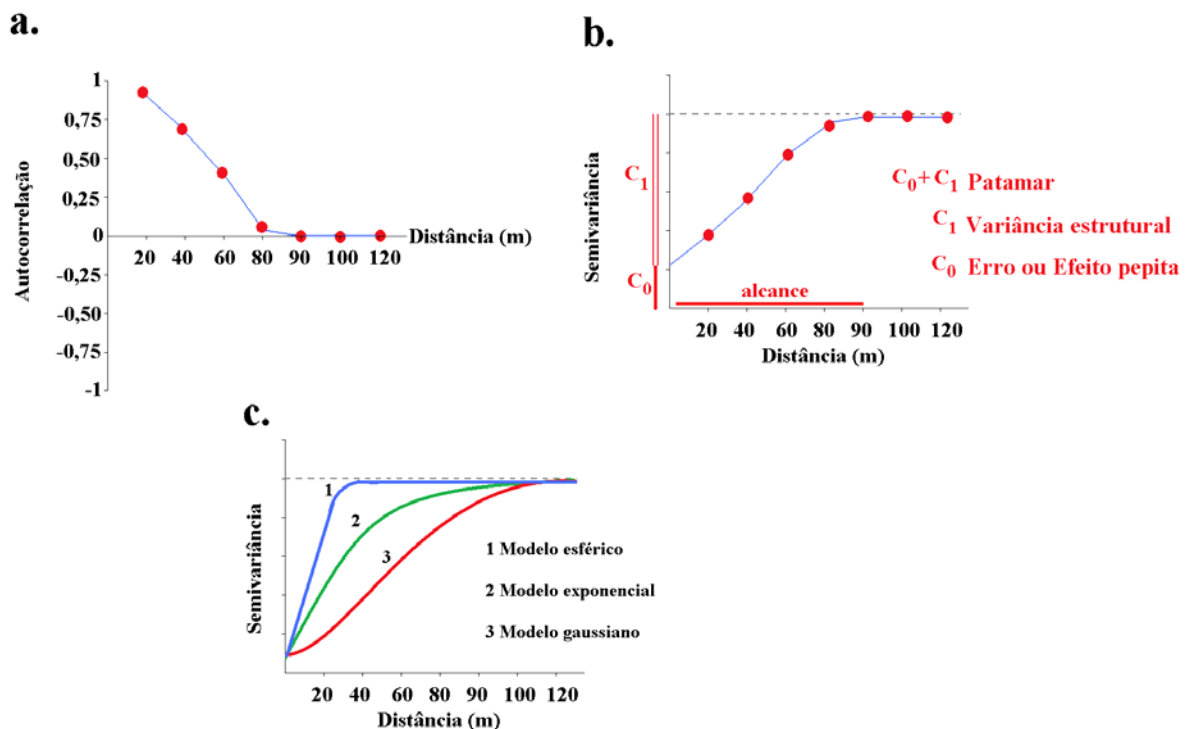 a.
1
0,75
0,50
0,25
0
-0,25
-0,50
-0,75
-1
Autocorrelação
20 40 60 80 90 100 120
Distância (m)
b.
Semivariância
C1
C0
alcance
20 40 60 80 90 100 120
Distância (m)
C0+ C1 Patamar
C1 Variância estrutural
C0 Erro ou Efeito pepita
c.
Semivariância
1
2
3
1 Modelo esférico
2 Modelo exponencial
3 Modelo gaussiano
20 40 60 80 100 120
Distância (m)